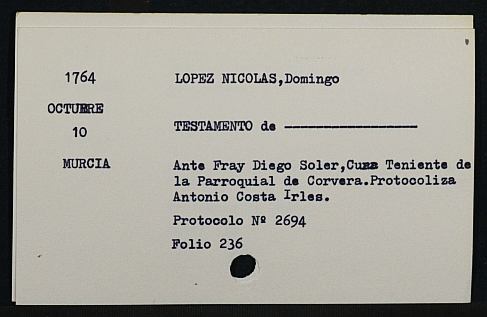 1764 LOPEZ NICOLAS,Domingo
OCTUBRE
10 TESTAMENTO de -----------------
MURCIA Ante Fray Diego Soler,Cura Teniente de
la Parroquial de Corvera.Protocoliza
Antonio Costa Irles.
Protocolo Nº 2694
Folio 236